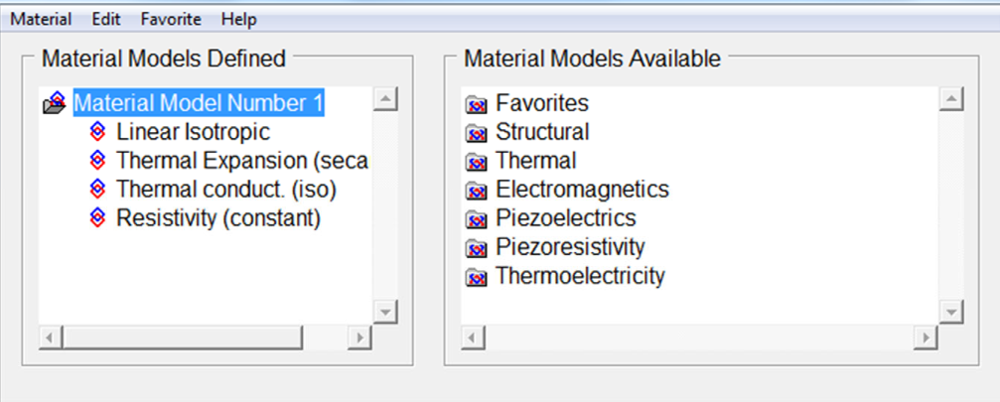 Material Edit Favorite Help
Material Models Defined
Material Model Number 1
Linear Isotropic
Thermal Expansion (seca
Thermal conduct. (iso)
Resistivity (constant)
Material Models Available
Favorites
Structural
Thermal
Electromagnetics
Piezoelectrics
Piezoresistivity
Thermoelectricity